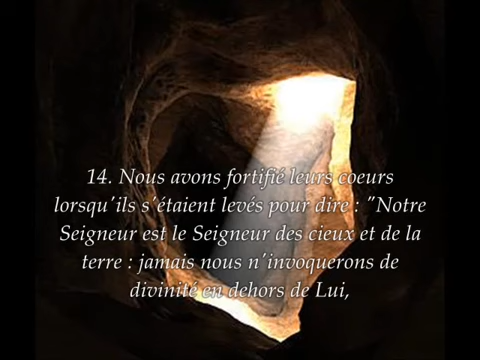 14. Nous avons fortifié leurs coeurs
lorsqu'ils s'étaient levés pour dire : "Notre
Seigneur est le Seigneur des cieux et de la
terre : jamais nous n'invoquerons de
divinité en dehors de Lui,